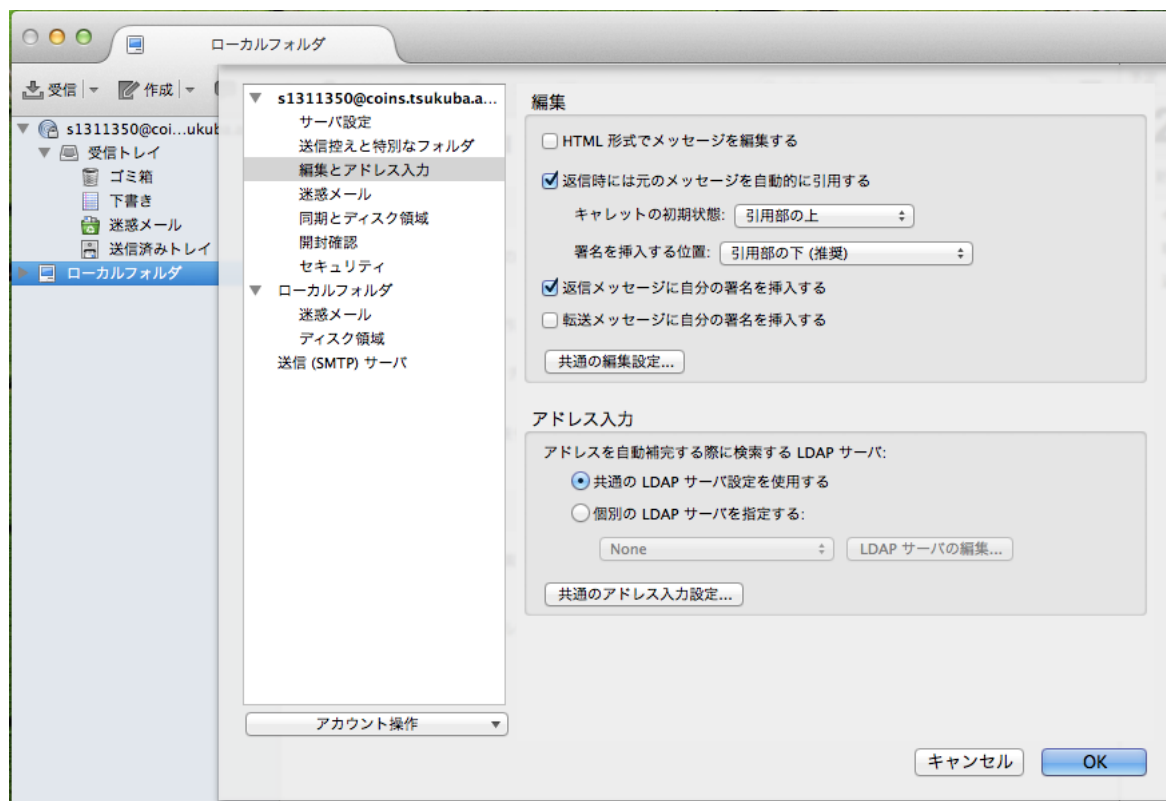 ローカルフォルダ
受信
作成
s1311350@coi...ukub
受信トレイ
ゴミ箱
下書き
迷惑メール
送信済みトレイ
ローカルフォルダ
s1311350@coins.tsukuba.a...
サーバ設定
送信控えと特別なフォルダ
編集とアドレス入力
迷惑メール
同期とディスク領域
開封確認
セキュリティ
ローカルフォルダ
迷惑メール
ディスク領域
送信 (SMTP) サーバ
アカウント操作
編集
HTML 形式でメッセージを編集する
返信時には元のメッセージを自動的に引用する
キャレットの初期状態: 引用部の上
署名を挿入する位置: 引用部の下 (推奨)
返信メッセージに自分の署名を挿入する
転送メッセージに自分の署名を挿入する
共通の編集設定...
アドレス入力
アドレスを自動補完する際に検索する LDAP サーバ:
共通の LDAP サーバ設定を使用する
個別の LDAP サーバを指定する:
None LDAP サーバの編集...
共通のアドレス入力設定...
キャンセル OK